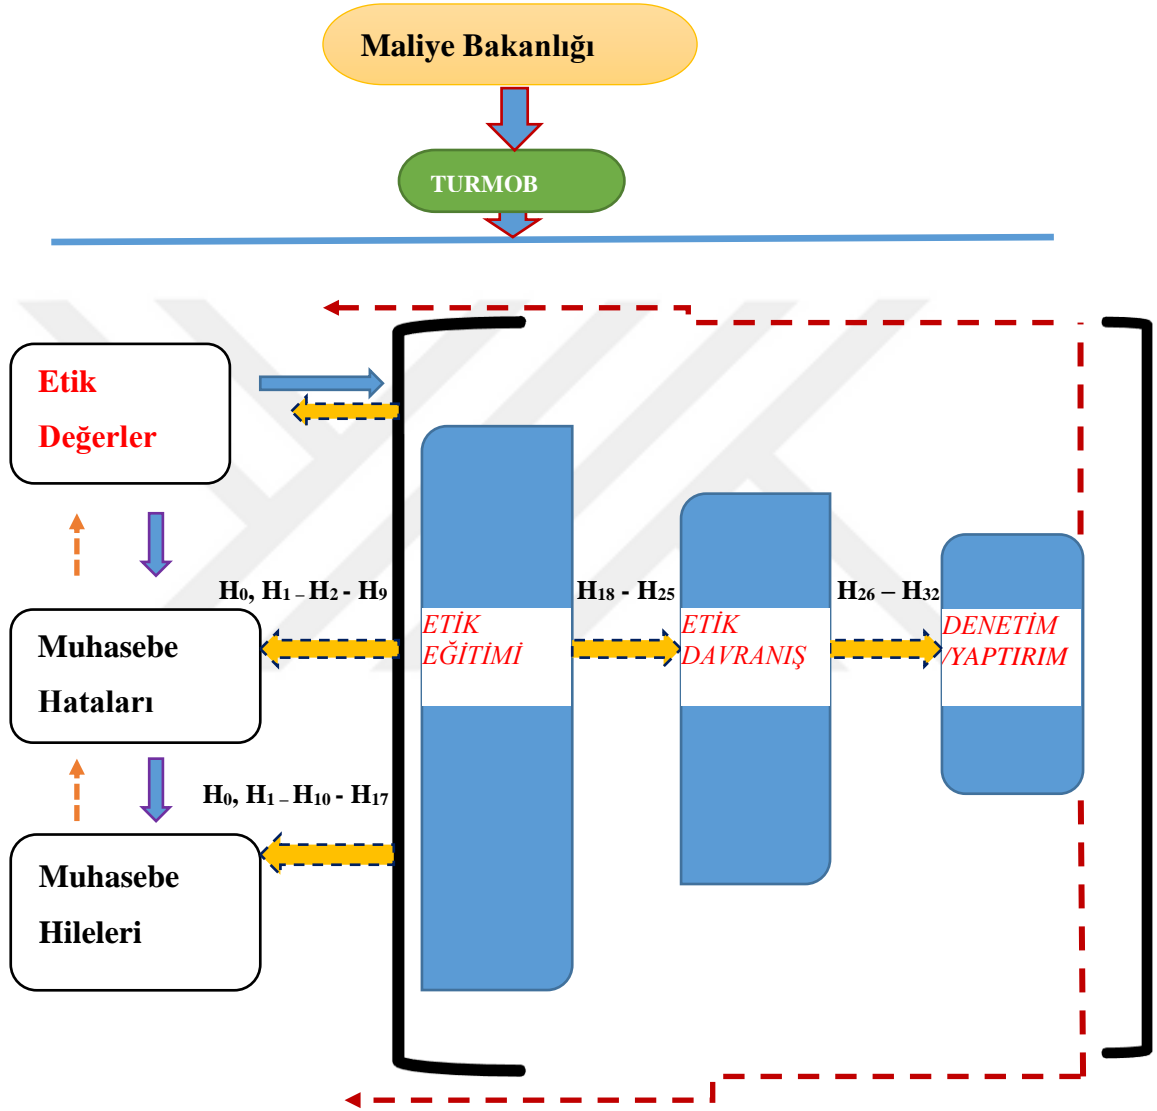 Maliye Bakanlığı
TURMOB
Etik
Değerler
H0, H1 – H2 - H9
H18 - H25
H26 – H32
Muhasebe
Hataları
ETİK
EĞİTİMİ
ETİK
DAVRANIŞ
DENETİM
/YAPTIRIM
H0, H1 – H10 - H17
Muhasebe
Hileleri